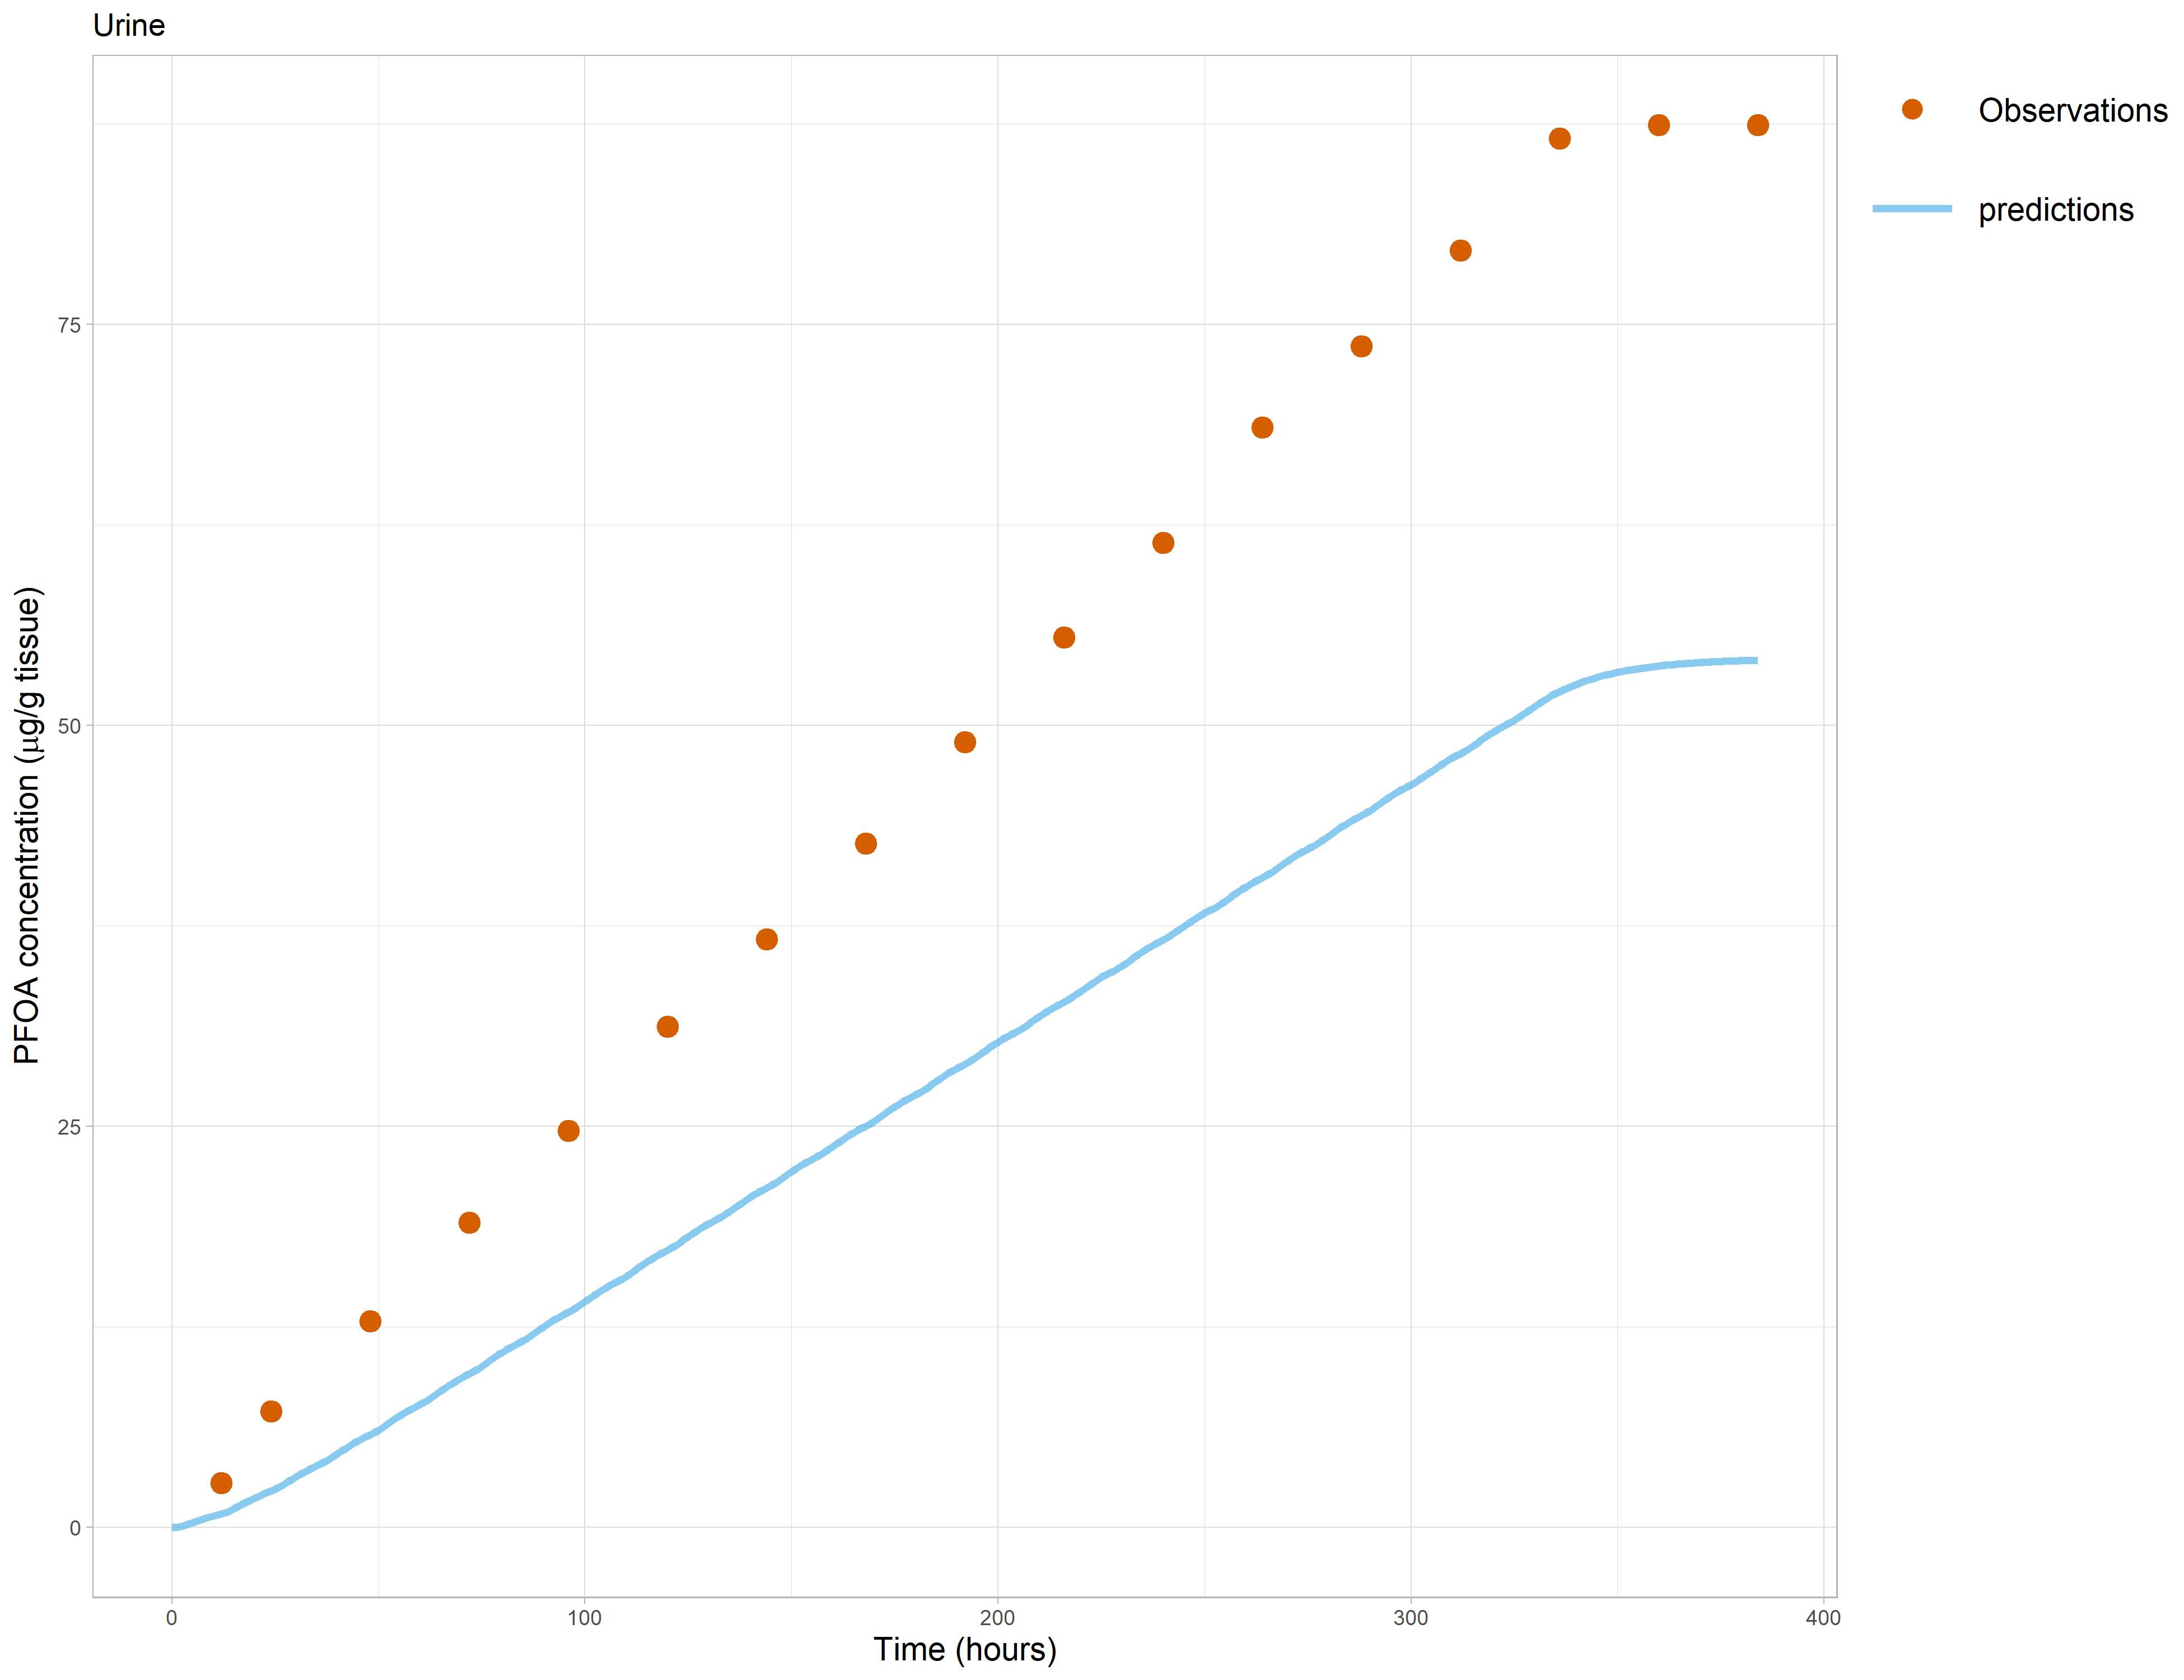 Urine
Observations
predictions
PFOA concentration (μg/g tissue)
75
50
25
0
0 100 200 300 400
Time (hours)